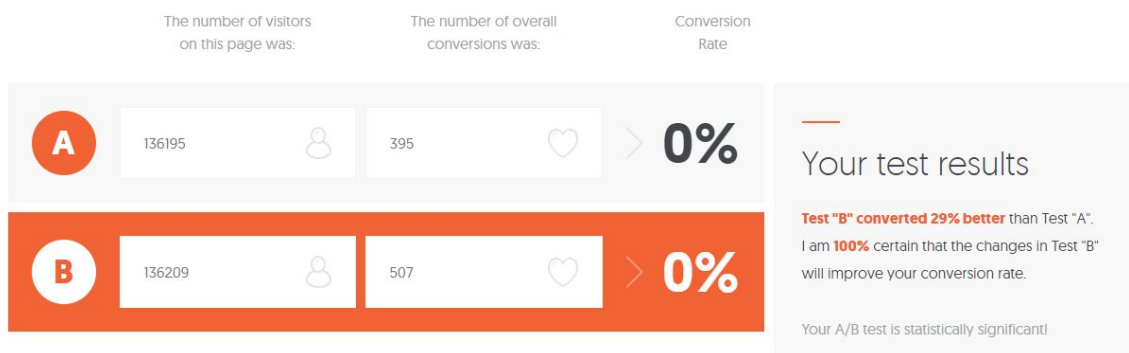 The number of visitors
on this page was:
The number of overall
conversions was:
Conversion
Rate
A
136195
395
0%
B
136209
507
0%
Your test results
Test "B" converted 29% better than Test "A".
I am 100% certain that the changes in Test "B"
will improve your conversion rate.
Your A/B test is statistically significant!